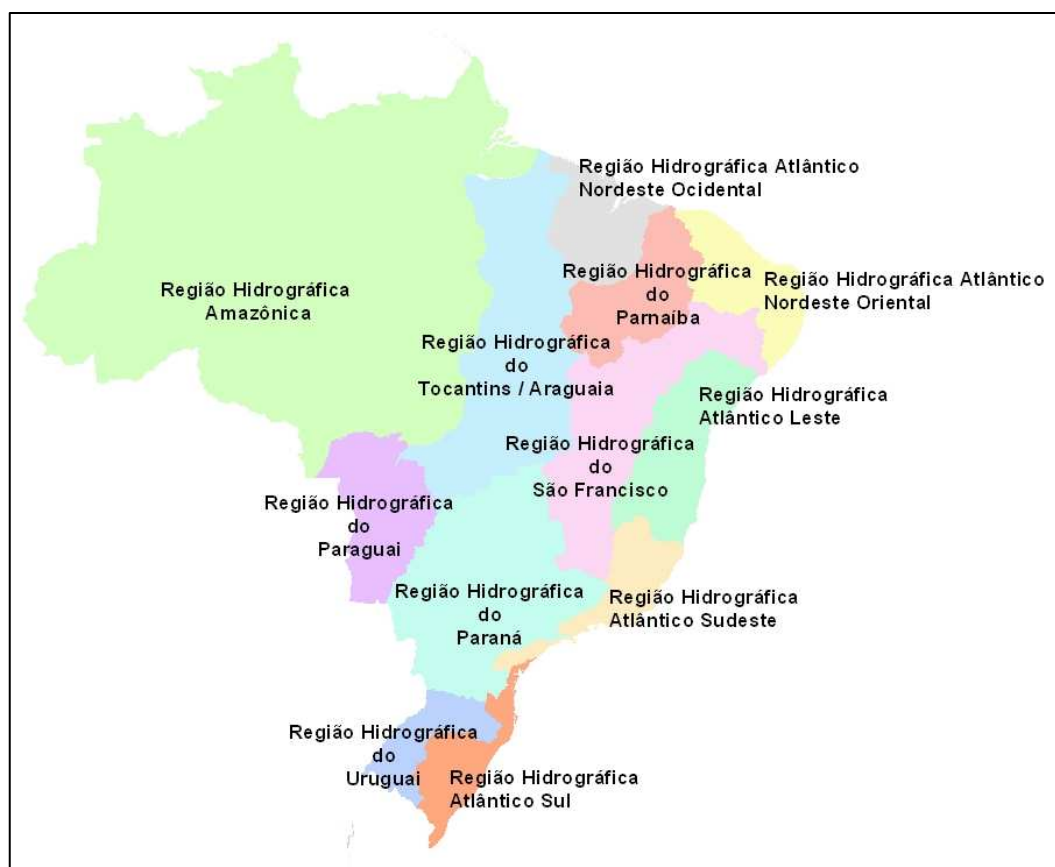 Região Hidrográfica Atlântico
Nordeste Ocidental
Região Hidrográfica
do
Parnaíba
Região Hidrográfica Atlântico
Nordeste Oriental
Região Hidrográfica
Amazônica
Região Hidrográfica
do
Tocantins / Araguaia
Região Hidrográfica
Atlântico Leste
Região Hidrográfica
do
São Francisco
Região Hidrográfica
do
Paraguai
Região Hidrográfica
do
Paraná
Região Hidrográfica
Atlântico Sudeste
Região Hidrográfica
do
Uruguai
Região Hidrográfica
Atlântico Sul